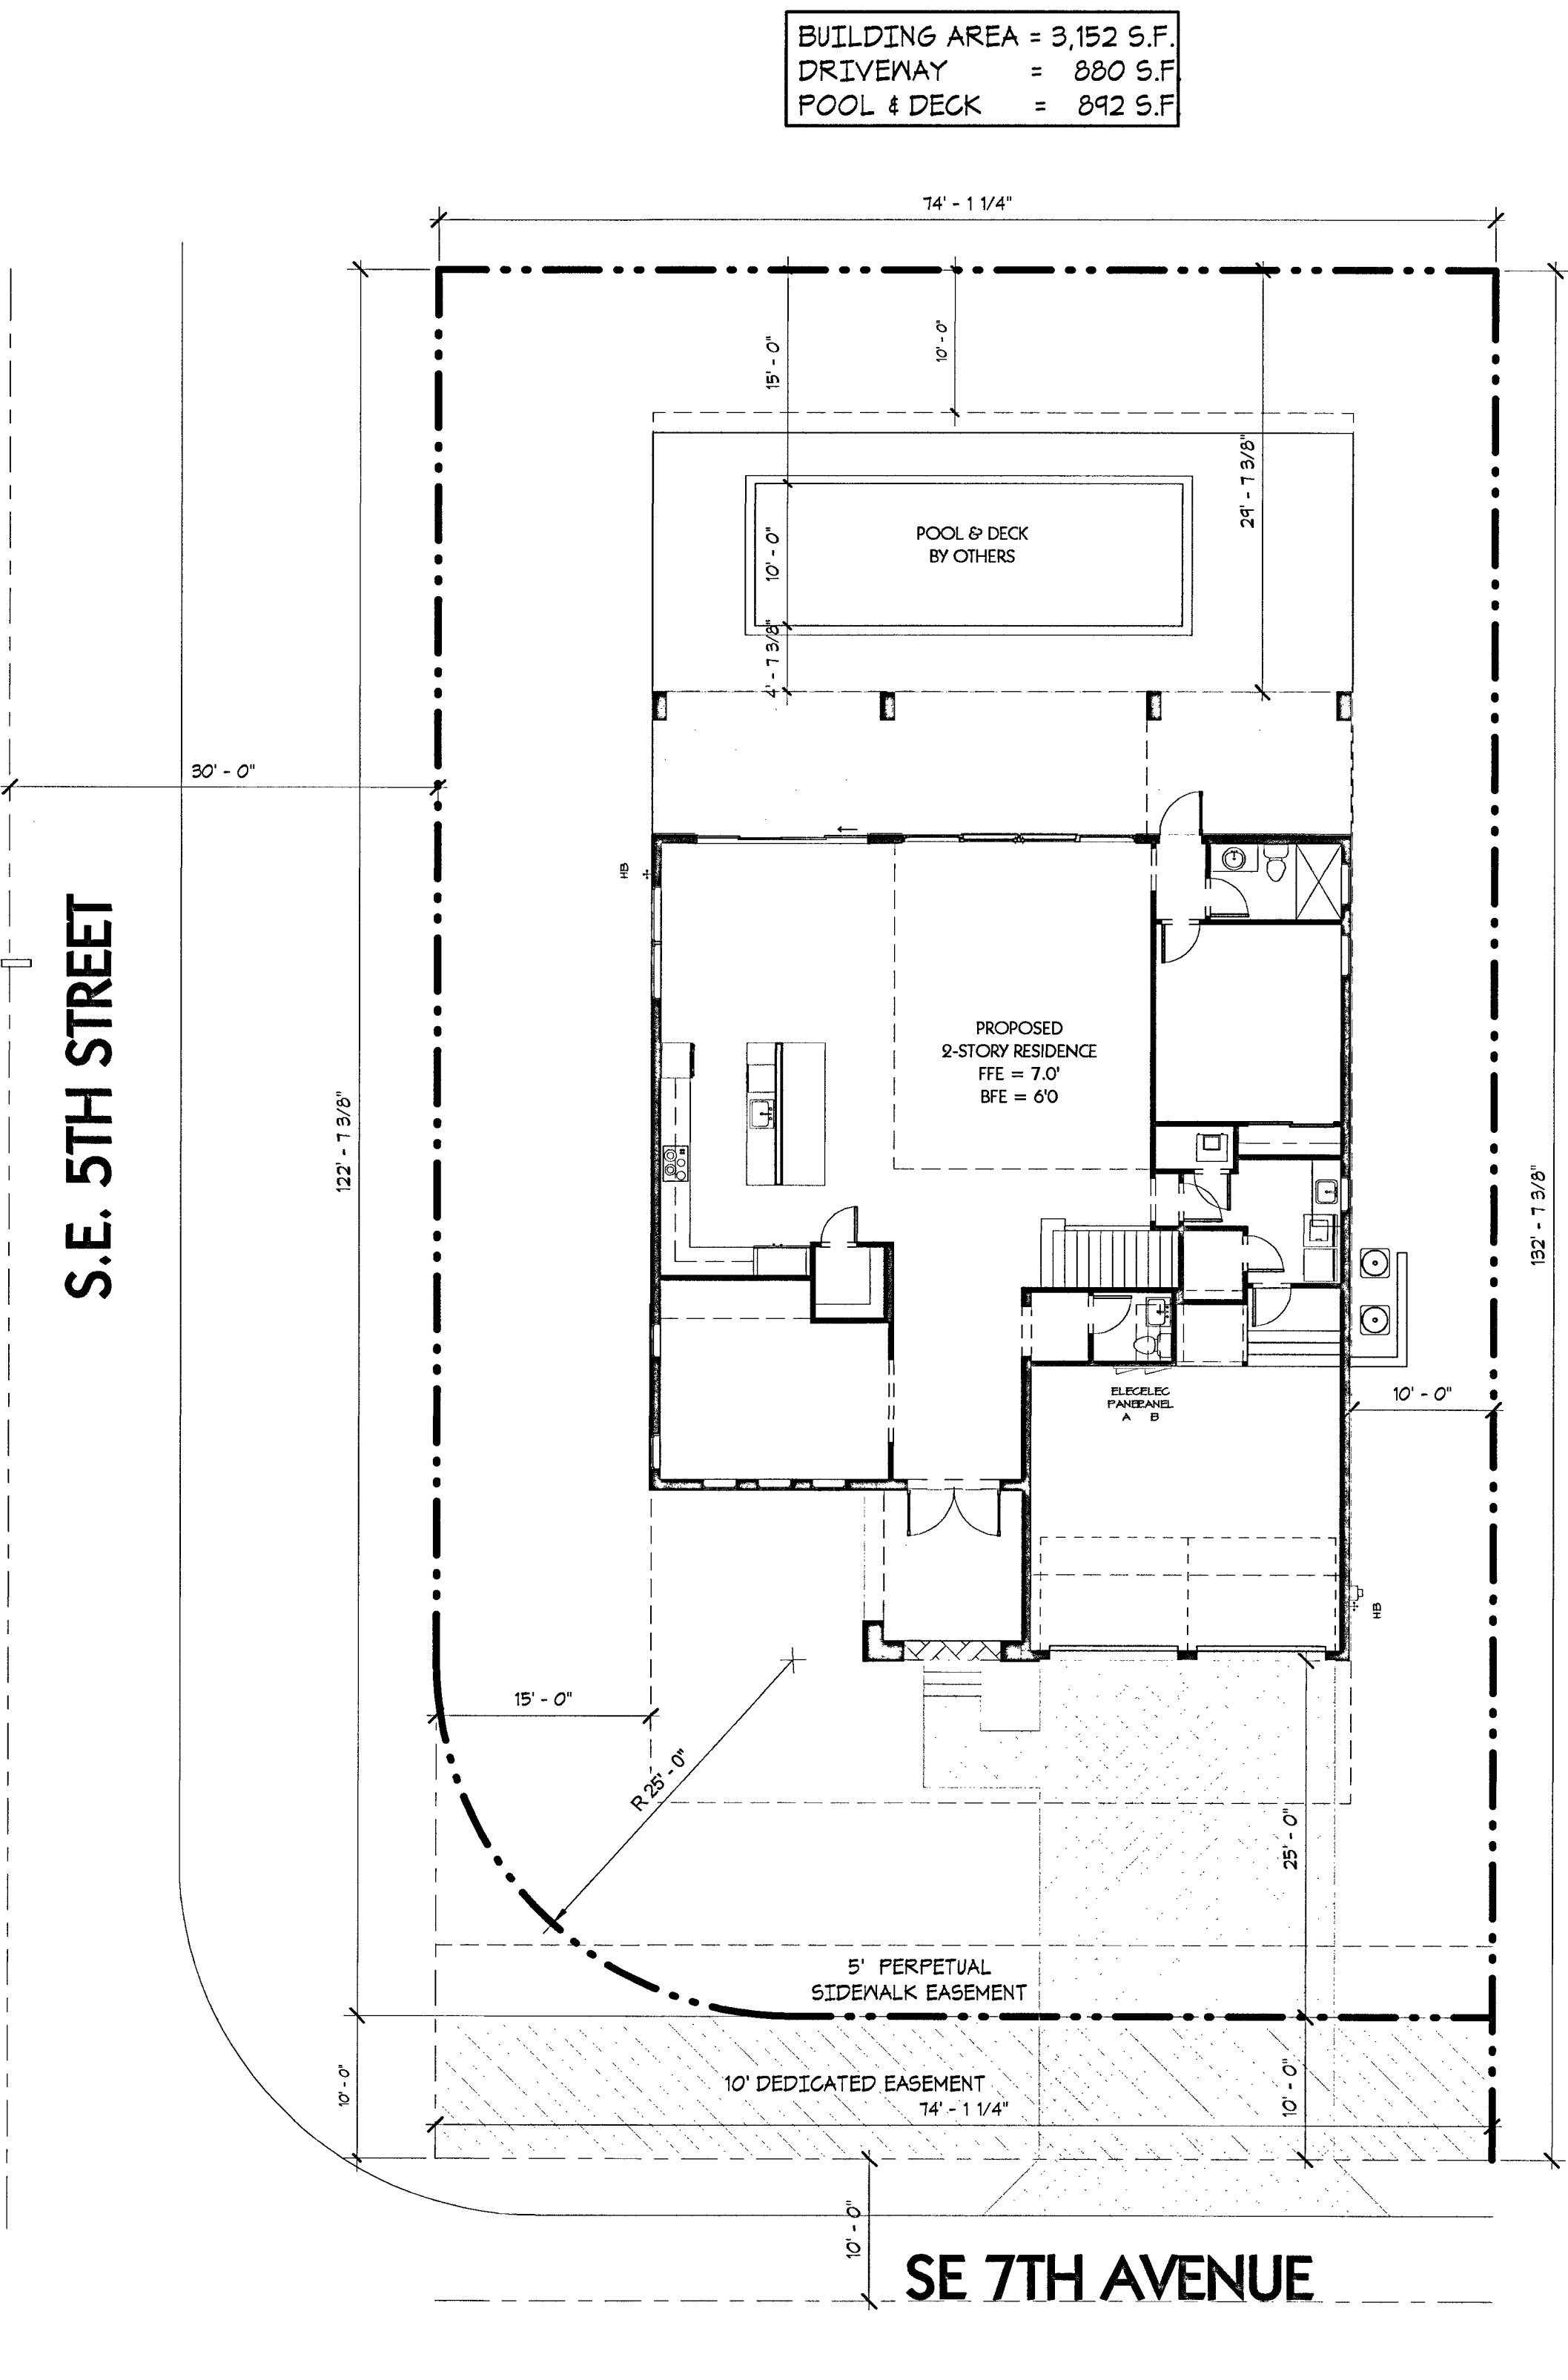 BUILDING AREA = 3,152 S.F.
DRIVEWAY = 880 S.F.
POOL & DECK = 892 S.F.
74' - 1 1/4"
15' - 0"
10' - 0"
29' - 7 3/8"
POOL & DECK
BY OTHERS
10' - 0"
4' - 7 3/8"
30' - 0"
HB
S.E. 5TH STREET
PROPOSED
2-STORY RESIDENCE
FFE = 7.0'
BFE = 6'0
122' - 7 3/8"
132' - 7 3/8"
ELEC ELEC
PANEL PANEL
A B
10' - 0"
HB
15' - 0"
R 25' - 0"
25' - 0"
5' PERPETUAL
SIDEWALK EASEMENT
10' - 0"
10' DEDICATED EASEMENT
74' - 1 1/4"
10' - 0"
10' - 0"
SE 7TH AVENUE